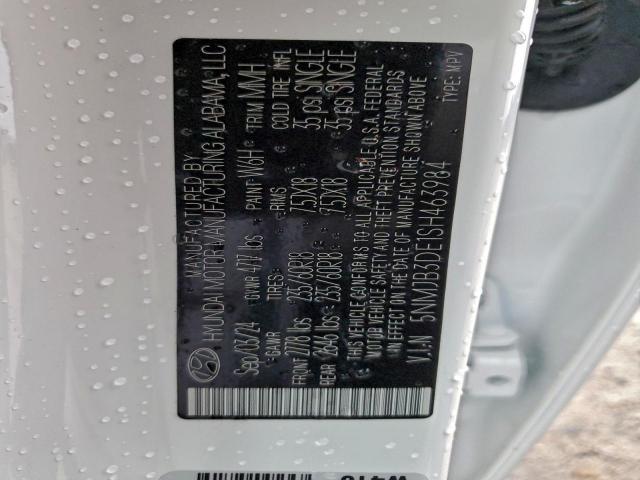 MANUFACTURED BY
HYUNDAI MOTOR MANUFACTURING ALABAMA, LLC
Sep/03/24 GVWR 4777 lbs PAINT W6H TRIM MMH
GAWR TIRES RIMS COLD TIRE INFL
FRONT 2778 lbs 235/60R18 7.5JX18 35 psi SINGLE
REAR 2646 lbs 235/60R18 7.5JX18 35 psi SINGLE
THIS VEHICLE CONFORMS TO ALL APPLICABLE U.S.A. FEDERAL
MOTOR VEHICLE SAFETY AND THEFT PREVENTION STANDARDS
IN EFFECT ON THE DATE OF MANUFACTURE SHOWN ABOVE
V.I.N 5NMJB3DE1SH463984 TYPE: MPV